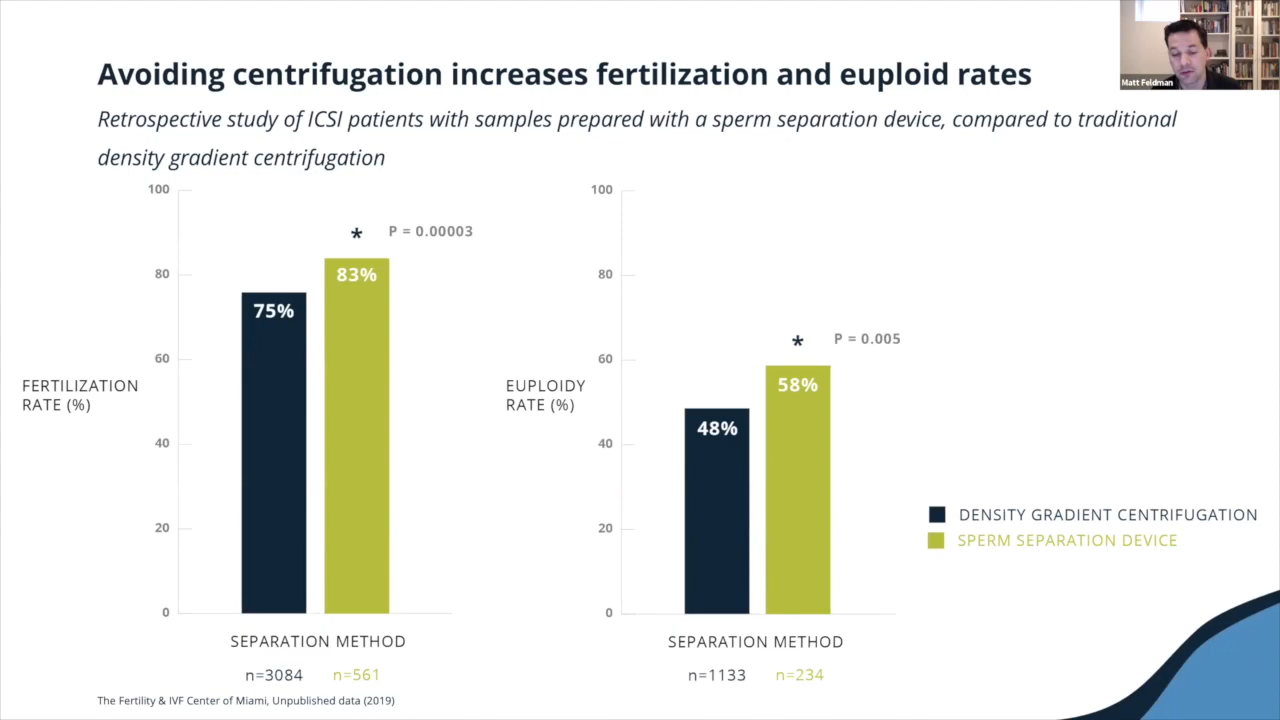 Matt Feldman
Avoiding centrifugation increases fertilization and euploid rates
Retrospective study of ICSI patients with samples prepared with a sperm separation device, compared to traditional
density gradient centrifugation
FERTILIZATION
RATE (%)
100
80
60
40
20
0
75%
83%
*
P = 0.00003
SEPARATION METHOD
n=3084
n=561
EUPLOIDY
RATE (%)
100
80
60
40
20
0
48%
58%
*
P = 0.005
SEPARATION METHOD
n=1133
n=234
DENSITY GRADIENT CENTRIFUGATION
SPERM SEPARATION DEVICE
The Fertility & IVF Center of Miami, Unpublished data (2019)